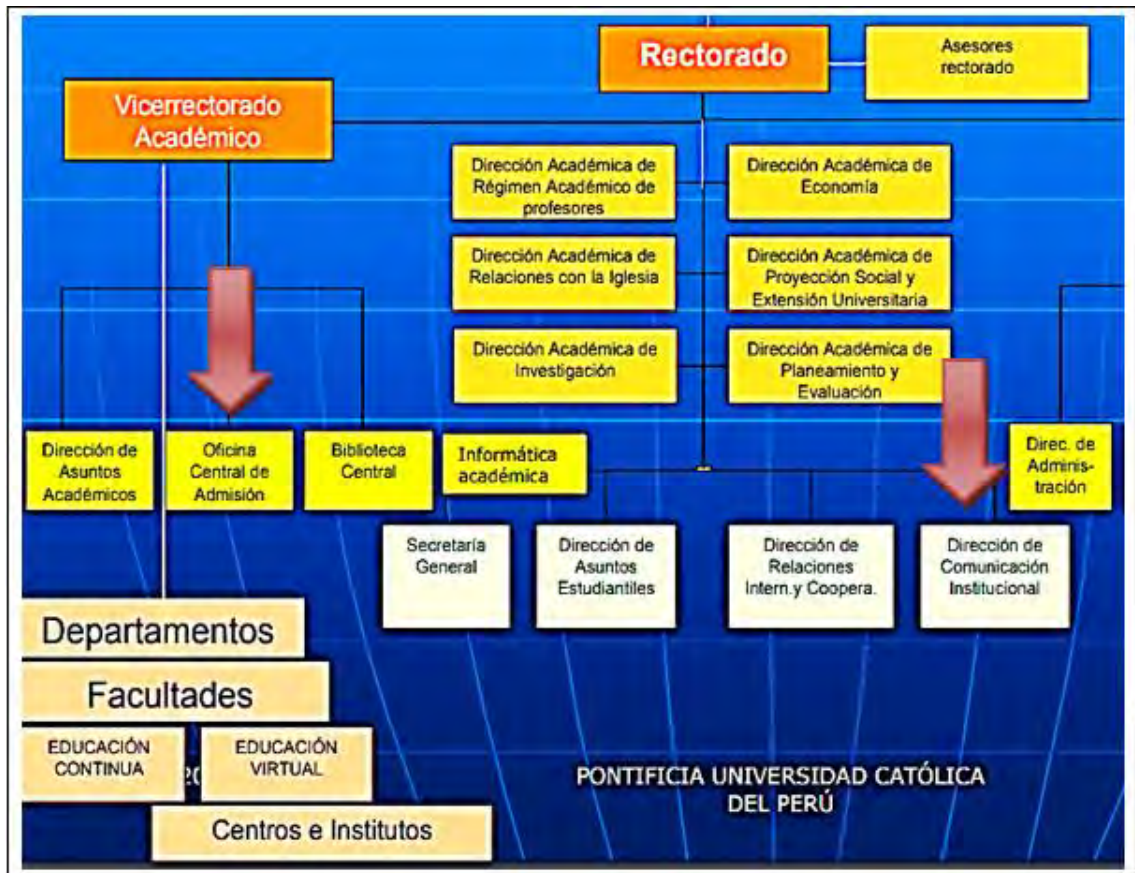 Rectorado
Asesores
rectorado
Vicerrectorado
Académico
Dirección Académica de
Régimen Académico de
profesores
Dirección Académica de
Economía
Dirección Académica de
Relaciones con la Iglesia
Dirección Académica de
Proyección Social y
Extensión Universitaria
Dirección Académica de
Investigación
Dirección Académica de
Planeamiento y
Evaluación
Dirección de
Asuntos
Académicos
Oficina
Central de
Admisión
Biblioteca
Central
Informática
académica
Direc. de
Adminis-
tración
Secretaría
General
Dirección de
Asuntos
Estudiantiles
Dirección de
Relaciones
Intern.y Coopera.
Dirección de
Comunicación
Institucional
Departamentos
Facultades
EDUCACIÓN
CONTINUA
EDUCACIÓN
VIRTUAL
Centros e Institutos
PONTIFICIA UNIVERSIDAD CATÓLICA
DEL PERÚ